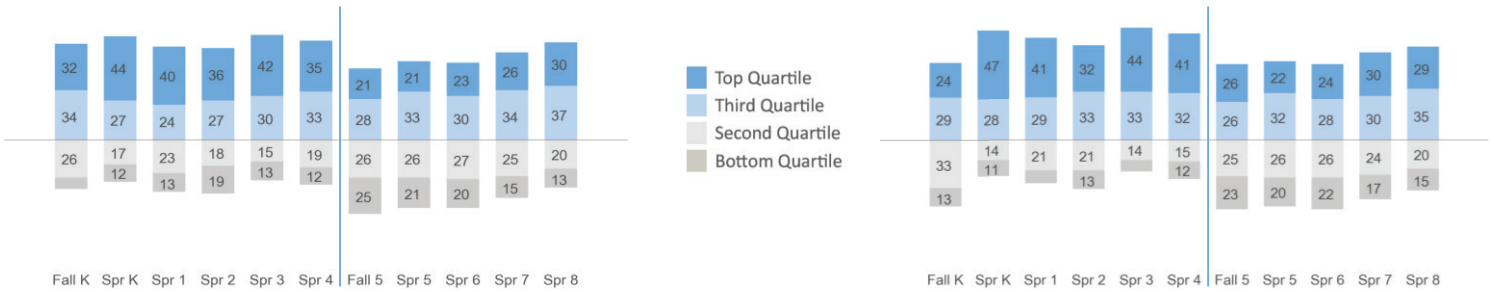 32 44 40 36 42 35 21 21 23 26 30
34 27 24 27 30 33 28 33 30 34 37
26 17 23 18 15 19 26 26 27 25 20
12 13 19 13 12 25 21 20 15 13
Fall K Spr K Spr 1 Spr 2 Spr 3 Spr 4 Fall 5 Spr 5 Spr 6 Spr 7 Spr 8
Top Quartile
Third Quartile
Second Quartile
Bottom Quartile
24 47 41 32 44 41 26 22 24 30 29
29 28 29 33 33 32 26 32 28 30 35
33 14 21 21 14 15 25 26 26 24 20
13 11 13 12 23 20 22 17 15
Fall K Spr K Spr 1 Spr 2 Spr 3 Spr 4 Fall 5 Spr 5 Spr 6 Spr 7 Spr 8